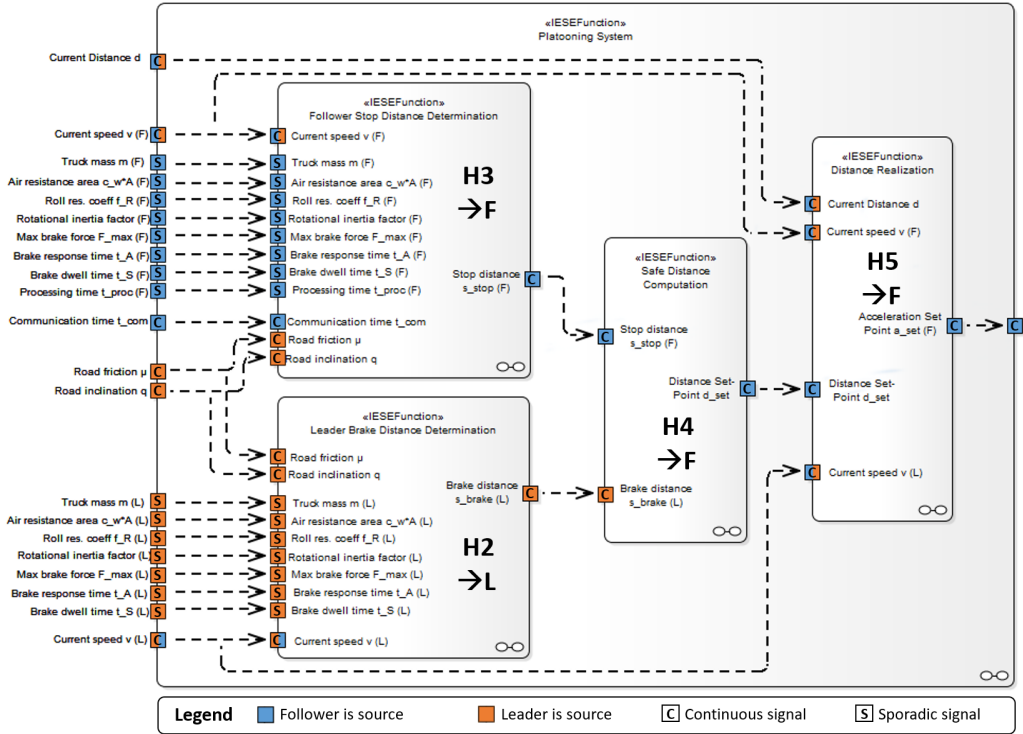 «IESEFunction»
Platooning System
Current Distance d
C
Current speed v (F)
C
Truck mass m (F)
S
Air resistance area c_w*A (F)
S
Roll res. coeff f_R (F)
S
Rotational inertia factor (F)
S
Max brake force F_max (F)
S
Brake response time t_A (F)
S
Brake dwell time t_S (F)
S
Processing time t_proc (F)
S
Communication time t_com
C
Road friction µ
C
Road inclination q
C
Truck mass m (L)
S
Air resistance area c_w*A (L)
S
Roll res. coeff f_R (L)
S
Rotational inertia factor (L)
S
Max brake force F_max (L)
S
Brake response time t_A (L)
S
Brake dwell time t_S (L)
S
Current speed v (L)
C
«IESEFunction»
Follower Stop Distance Determination
C Current speed v (F)
S Truck mass m (F)
S Air resistance area c_w*A (F)
S Roll res. coeff f_R (F)
S Rotational inertia factor (F)
S Max brake force F_max (F)
S Brake response time t_A (F)
S Brake dwell time t_S (F)
S Processing time t_proc (F)
C Communication time t_com
C Road friction µ
C Road inclination q
H3
→F
Stop distance
s_stop (F)
C
«IESEFunction»
Leader Brake Distance Determination
C Road friction µ
C Road inclination q
S Truck mass m (L)
S Air resistance area c_w*A (L)
S Roll res. coeff f_R (L)
S Rotational inertia factor (L)
S Max brake force F_max (L)
S Brake response time t_A (L)
S Brake dwell time t_S (L)
C Current speed v (L)
H2
→L
Brake distance
s_brake (L)
C
«IESEFunction»
Safe Distance
Computation
C Stop distance
s_stop (F)
Distance Set-
Point d_set
C
H4
→F
C Brake distance
s_brake (L)
«IESEFunction»
Distance Realization
C Current Distance d
C Current speed v (F)
H5
→F
Acceleration Set
Point a_set (F)
C
C
C Distance Set-
Point d_set
C Current speed v (L)
Legend
Follower is source
Leader is source
C Continuous signal
S Sporadic signal